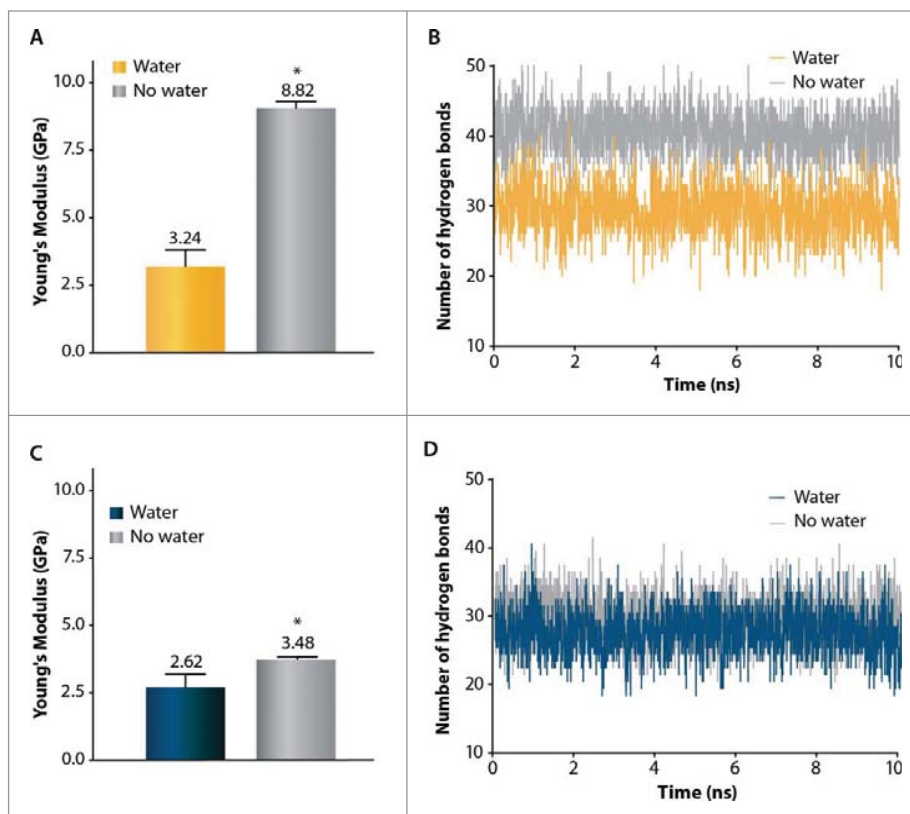 A
Water
No water
Young's Modulus (GPa)
10.0
7.5
5.0
2.5
0.0
3.24
*
8.82
B
Water
No water
Number of hydrogen bonds
50
40
30
20
10
0 2 4 6 8 10
Time (ns)
C
Water
No water
Young's Modulus (GPa)
10.0
7.5
5.0
2.5
0.0
2.62
*
3.48
D
Water
No water
Number of hydrogen bonds
50
40
30
20
10
0 2 4 6 8 10
Time (ns)